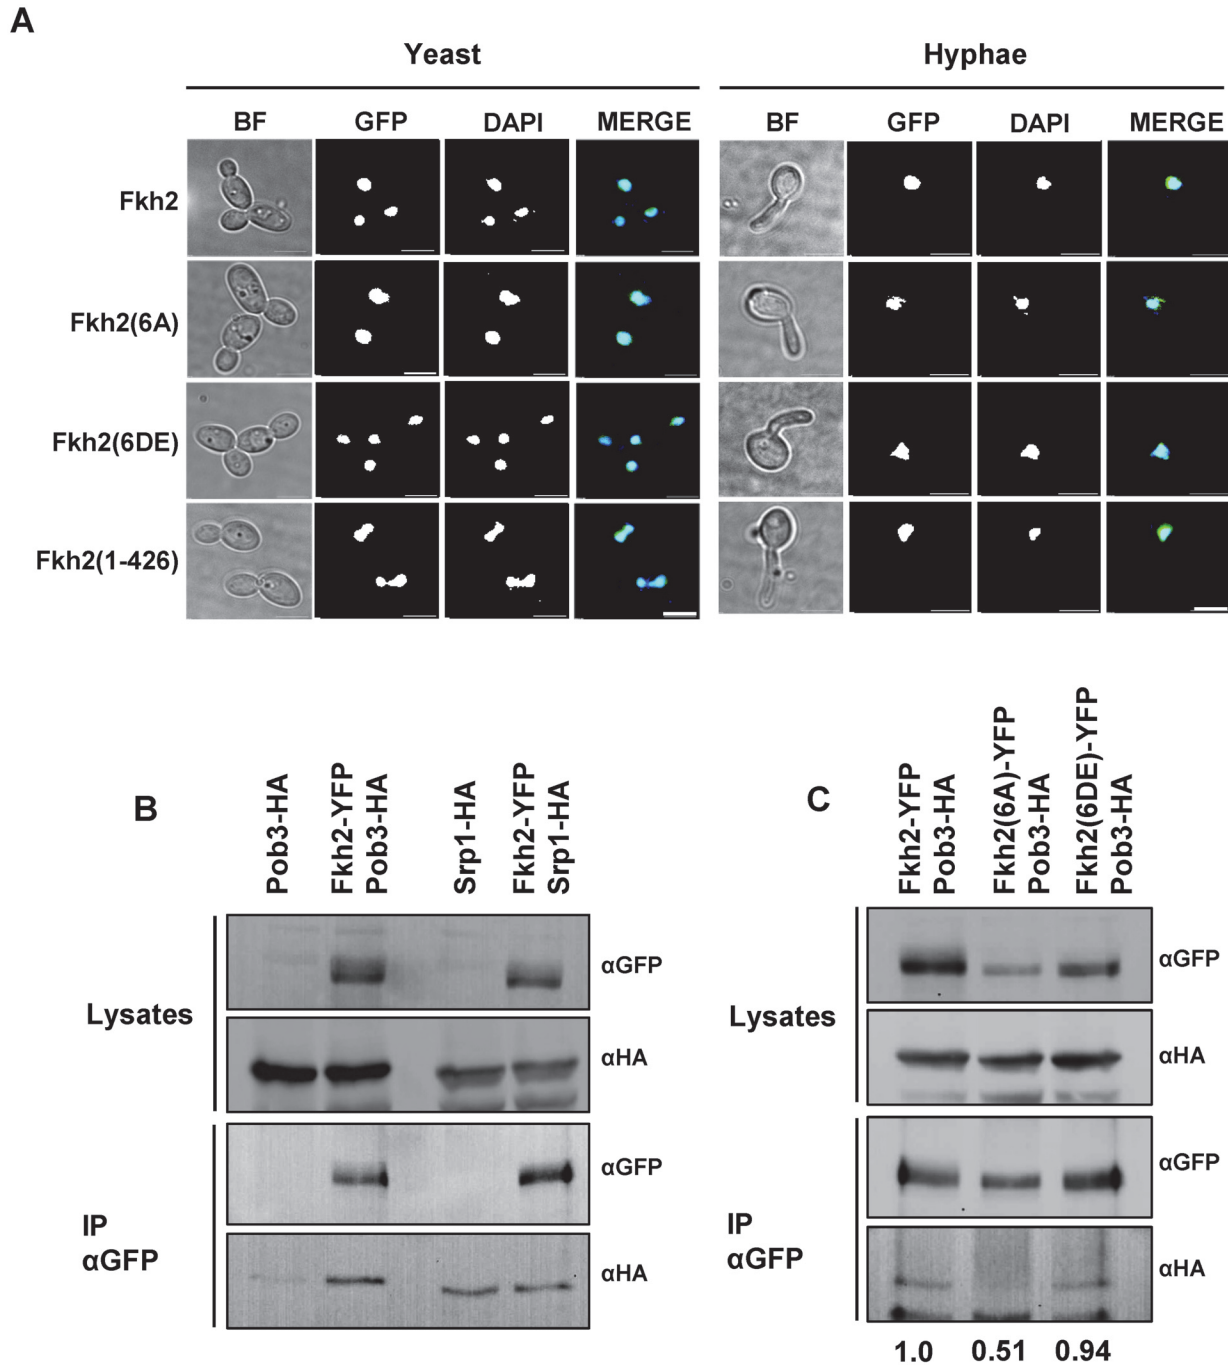 A
Yeast
Hyphae
BF GFP DAPI MERGE
BF GFP DAPI MERGE
Fkh2
Fkh2(6A)
Fkh2(6DE)
Fkh2(1-426)
B
Pob3-HA
Fkh2-YFP
Pob3-HA
Srp1-HA
Fkh2-YFP
Srp1-HA
Lysates
αGFP
αHA
IP
αGFP
αGFP
αHA
C
Fkh2-YFP
Pob3-HA
Fkh2(6A)-YFP
Pob3-HA
Fkh2(6DE)-YFP
Pob3-HA
Lysates
αGFP
αHA
IP
αGFP
αGFP
αHA
1.0 0.51 0.94